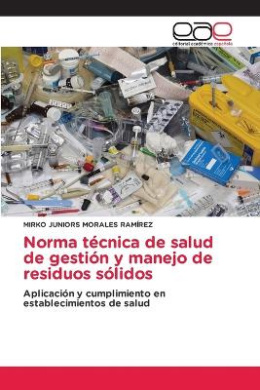 eae
editorial académica española
MIRKO JUNIORS MORALES RAMÍREZ
Norma técnica de salud
de gestión y manejo de
residuos sólidos
Aplicación y cumplimiento en
establecimientos de salud